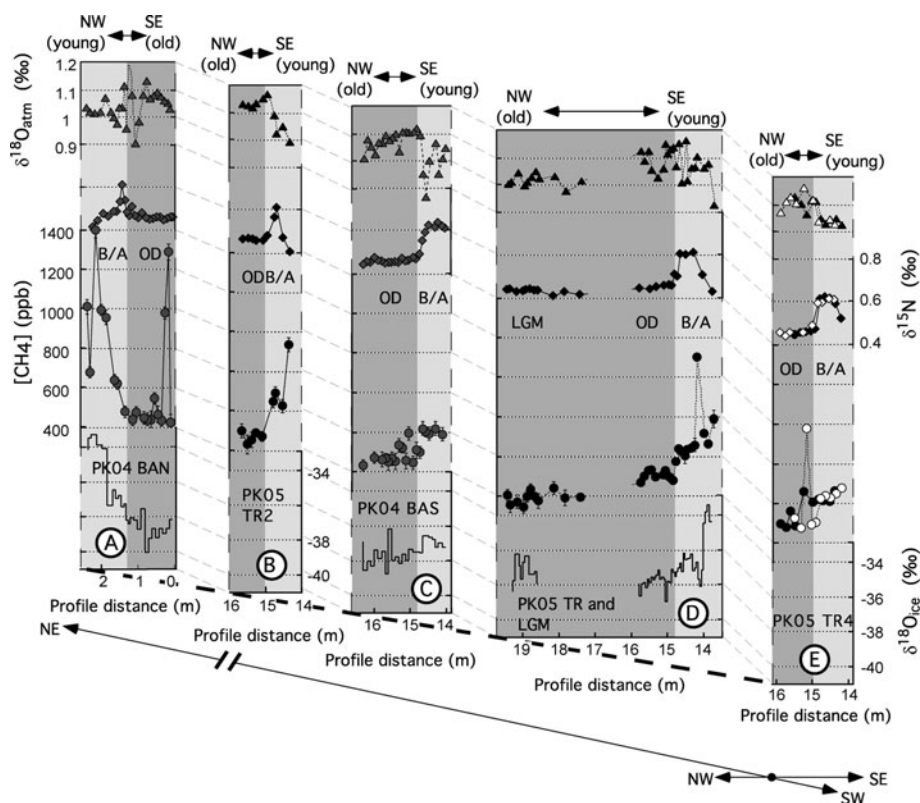 NW
(young)
SE
(old)
NW
(old)
SE
(young)
NW
(old)
SE
(young)
NW
(old)
SE
(young)
NW
(old)
SE
(young)
δ18Oatm (‰)
1.2
1.1
1
0.9
[CH4] (ppb)
1400
1200
1000
800
600
400
B/A OD
PK04 BAN
A
2 1 0
Profile distance (m)
ODB/A
PK05
TR2
B
-34
-36
-38
-40
16 15 14
Profile distance (m)
OD B/A
PK04 BAS
C
16 15 14
Profile distance (m)
LGM OD B/A
PK05 TR and
LGM
D
19 18 17 16 15 14
Profile distance (m)
OD B/A
PK05 TR4
E
16 15 14
Profile distance (m)
0.8
0.6
0.4
δ15N (‰)
-34
-36
-38
-40
δ18Oice (‰)
NE
NW SE
SW